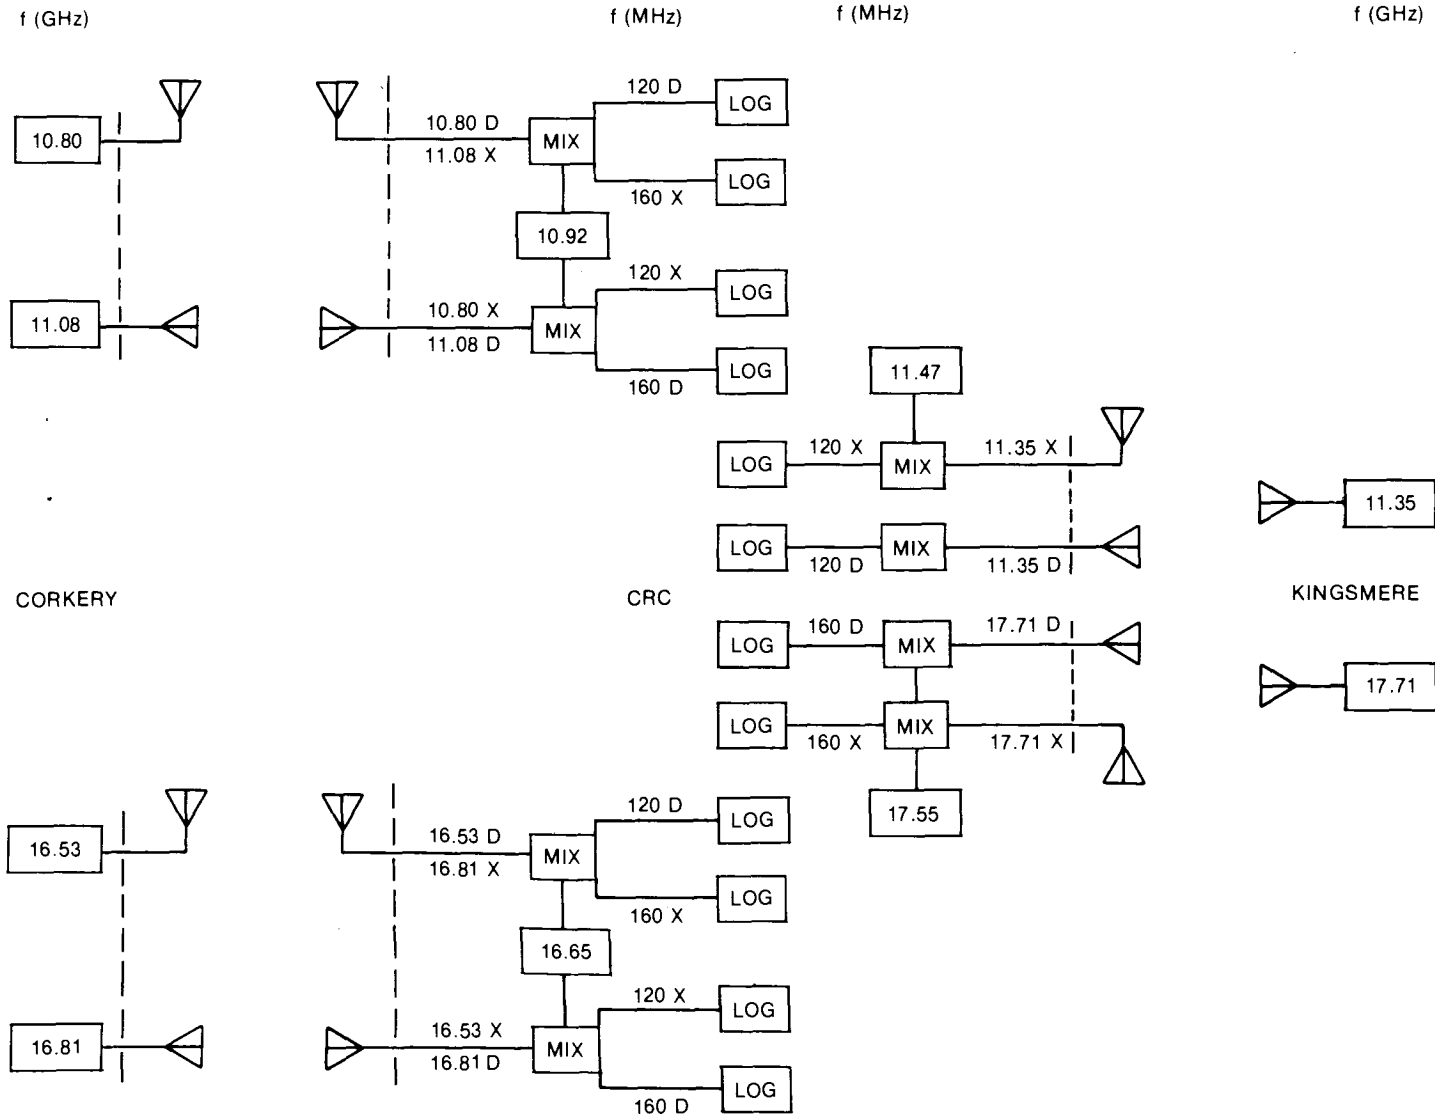 f (GHz)
f (MHz)
f (MHz)
f (GHz)
10.80
10.80 D
11.08 X
MIX
120 D
LOG
160 X
LOG
10.92
11.08
10.80 X
11.08 D
MIX
120 X
LOG
160 D
LOG
11.47
LOG
120 X
MIX
11.35 X
11.35
LOG
120 D
MIX
11.35 D
CORKERY
CRC
KINGSMERE
LOG
160 D
MIX
17.71 D
17.71
LOG
160 X
MIX
17.71 X
17.55
16.53
16.53 D
16.81 X
MIX
120 D
LOG
160 X
LOG
16.65
16.81
16.53 X
16.81 D
MIX
120 X
LOG
160 D
LOG